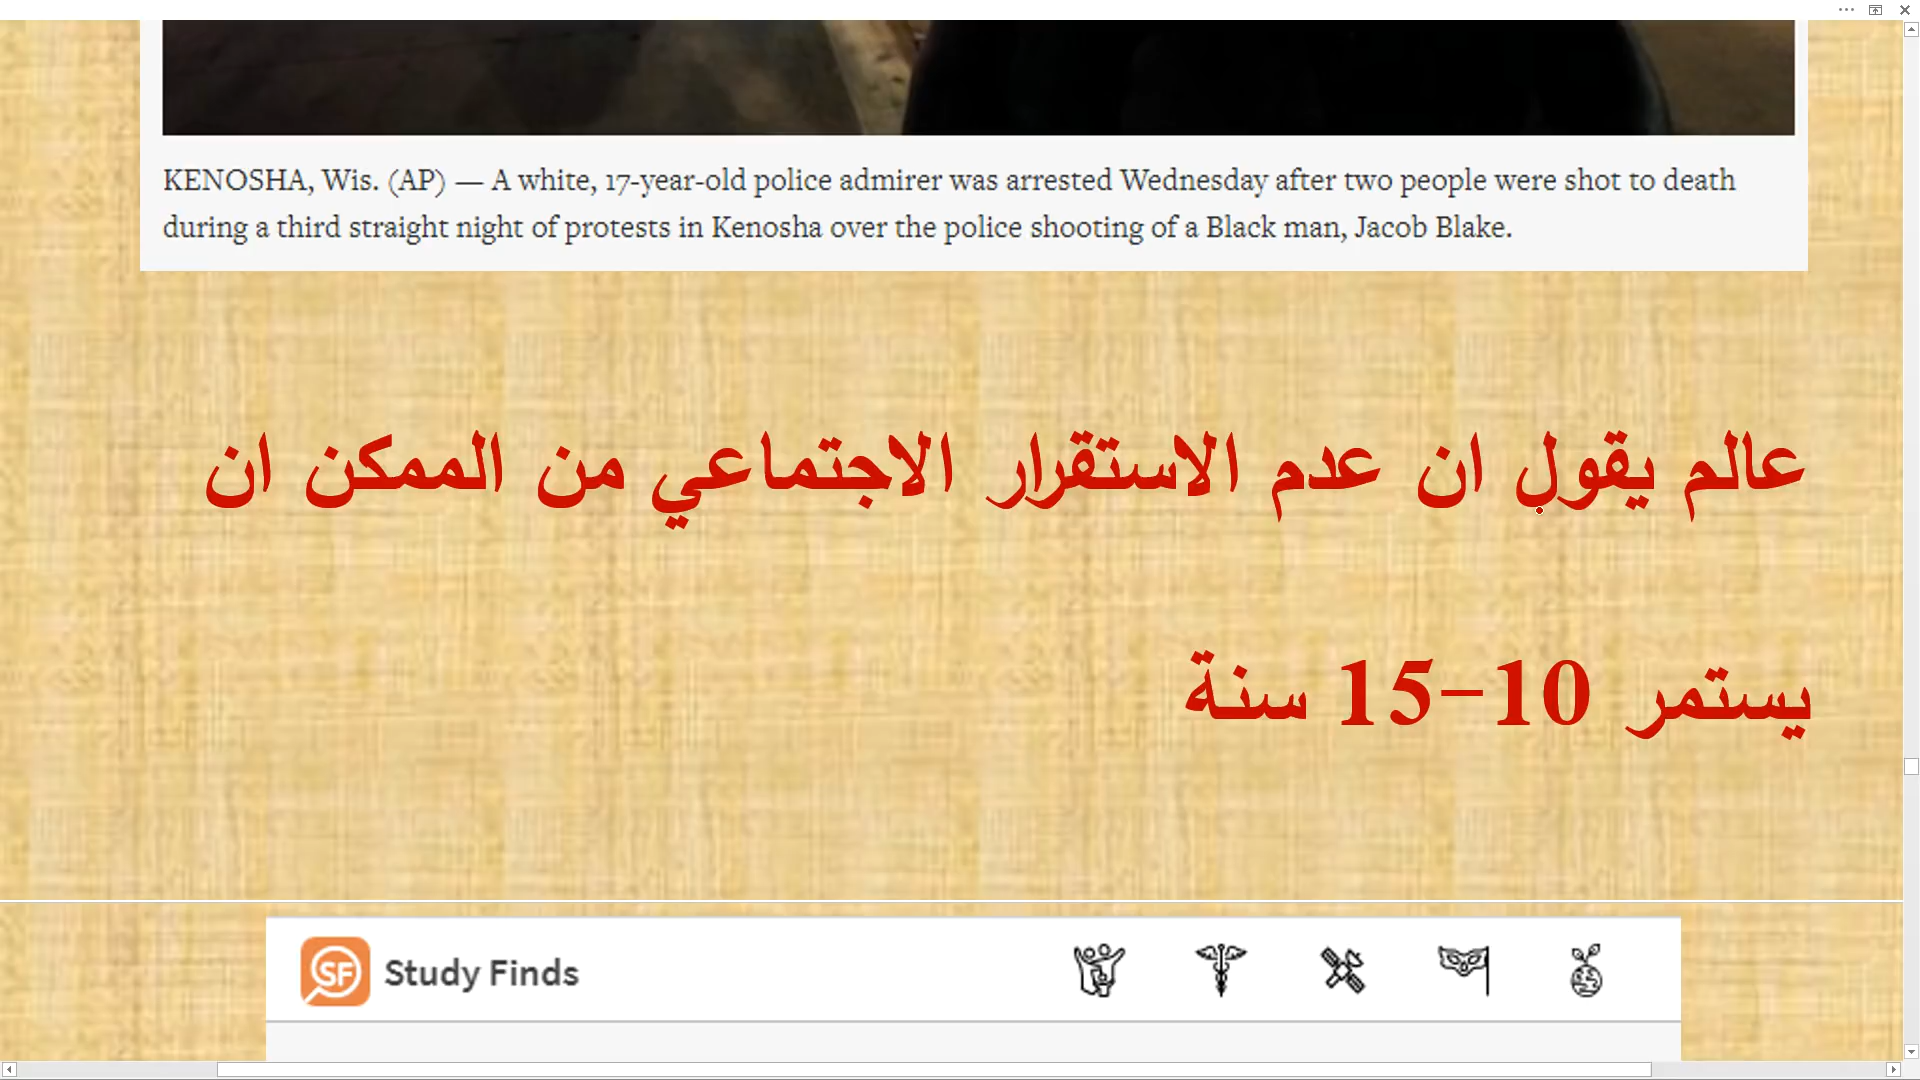 KENOSHA, Wis. (AP) — A white, 17-year-old police admirer was arrested Wednesday after two people were shot to death
during a third straight night of protests in Kenosha over the police shooting of a Black man, Jacob Blake.
عالم يقول ان عدم الاستقرار الاجتماعي من الممكن ان
يستمر 10-15 سنة
SF Study Finds